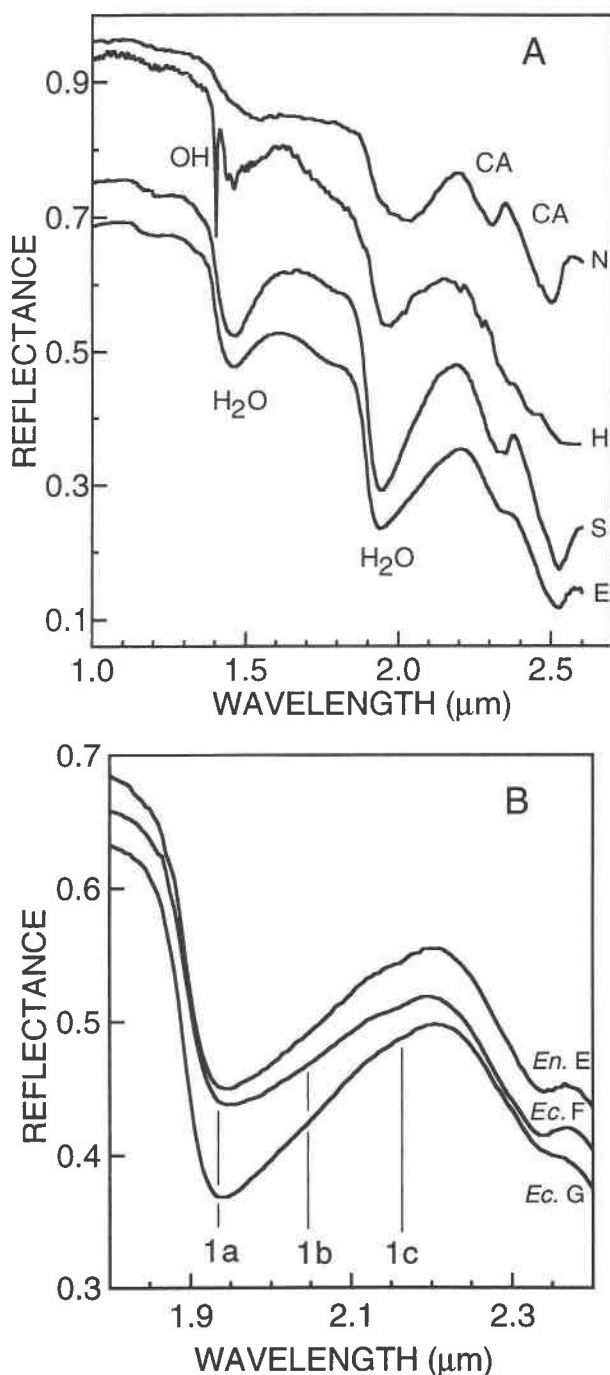 A
REFLECTANCE
0.9
0.7
0.5
0.3
0.1
OH
CA
CA
N
H
S
E
H₂O
H₂O
1.0
1.5
2.0
2.5
WAVELENGTH (μm)
B
REFLECTANCE
0.7
0.6
0.5
0.4
0.3
En. E
Ec. F
Ec. G
1a
1b
1c
1.9
2.1
2.3
WAVELENGTH (μm)